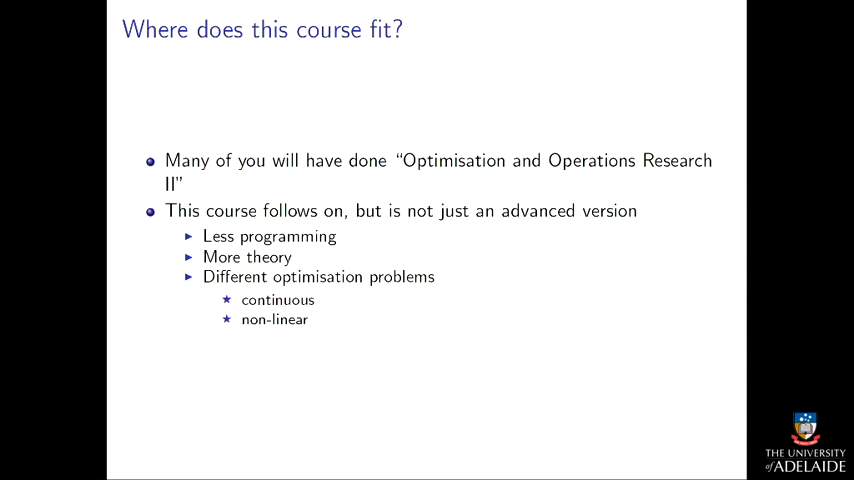 Where does this course fit?
Many of you will have done “Optimisation and Operations Research
II”
This course follows on, but is not just an advanced version
Less programming
More theory
Different optimisation problems
continuous
non-linear
THE UNIVERSITY
of ADELAIDE